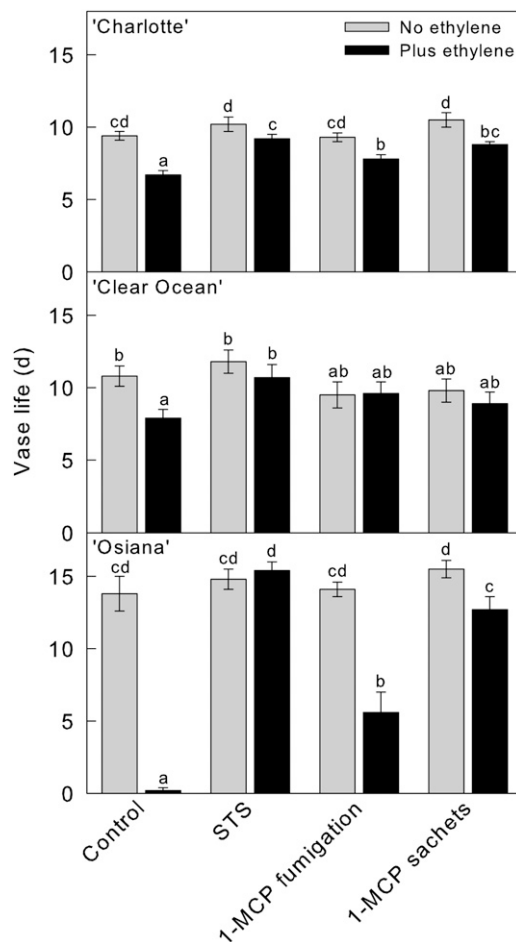 'Charlotte'
No ethylene
Plus ethylene
15
10
5
0
cd a d c cd b d bc
'Clear Ocean'
15
10
5
0
b a b b ab ab ab ab
Vase life (d)
'Osiana'
15
10
5
0
cd a cd d cd b d c
Control
STS
1-MCP fumigation
1-MCP sachets